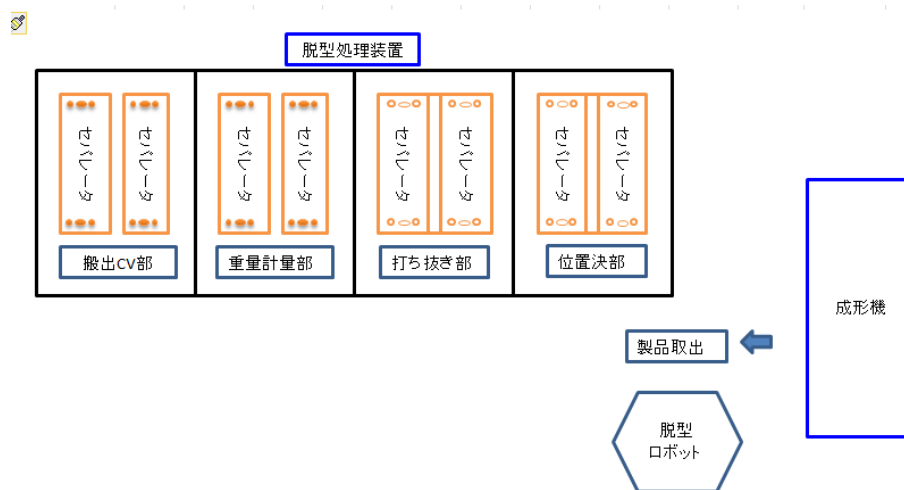 脱型処理装置
セパレータ
セパレータ
セパレータ
セパレータ
セパレータ
セパレータ
セパレータ
セパレータ
搬出CV部
重量計量部
打ち抜き部
位置決部
成形機
製品取出
脱型
ロボット